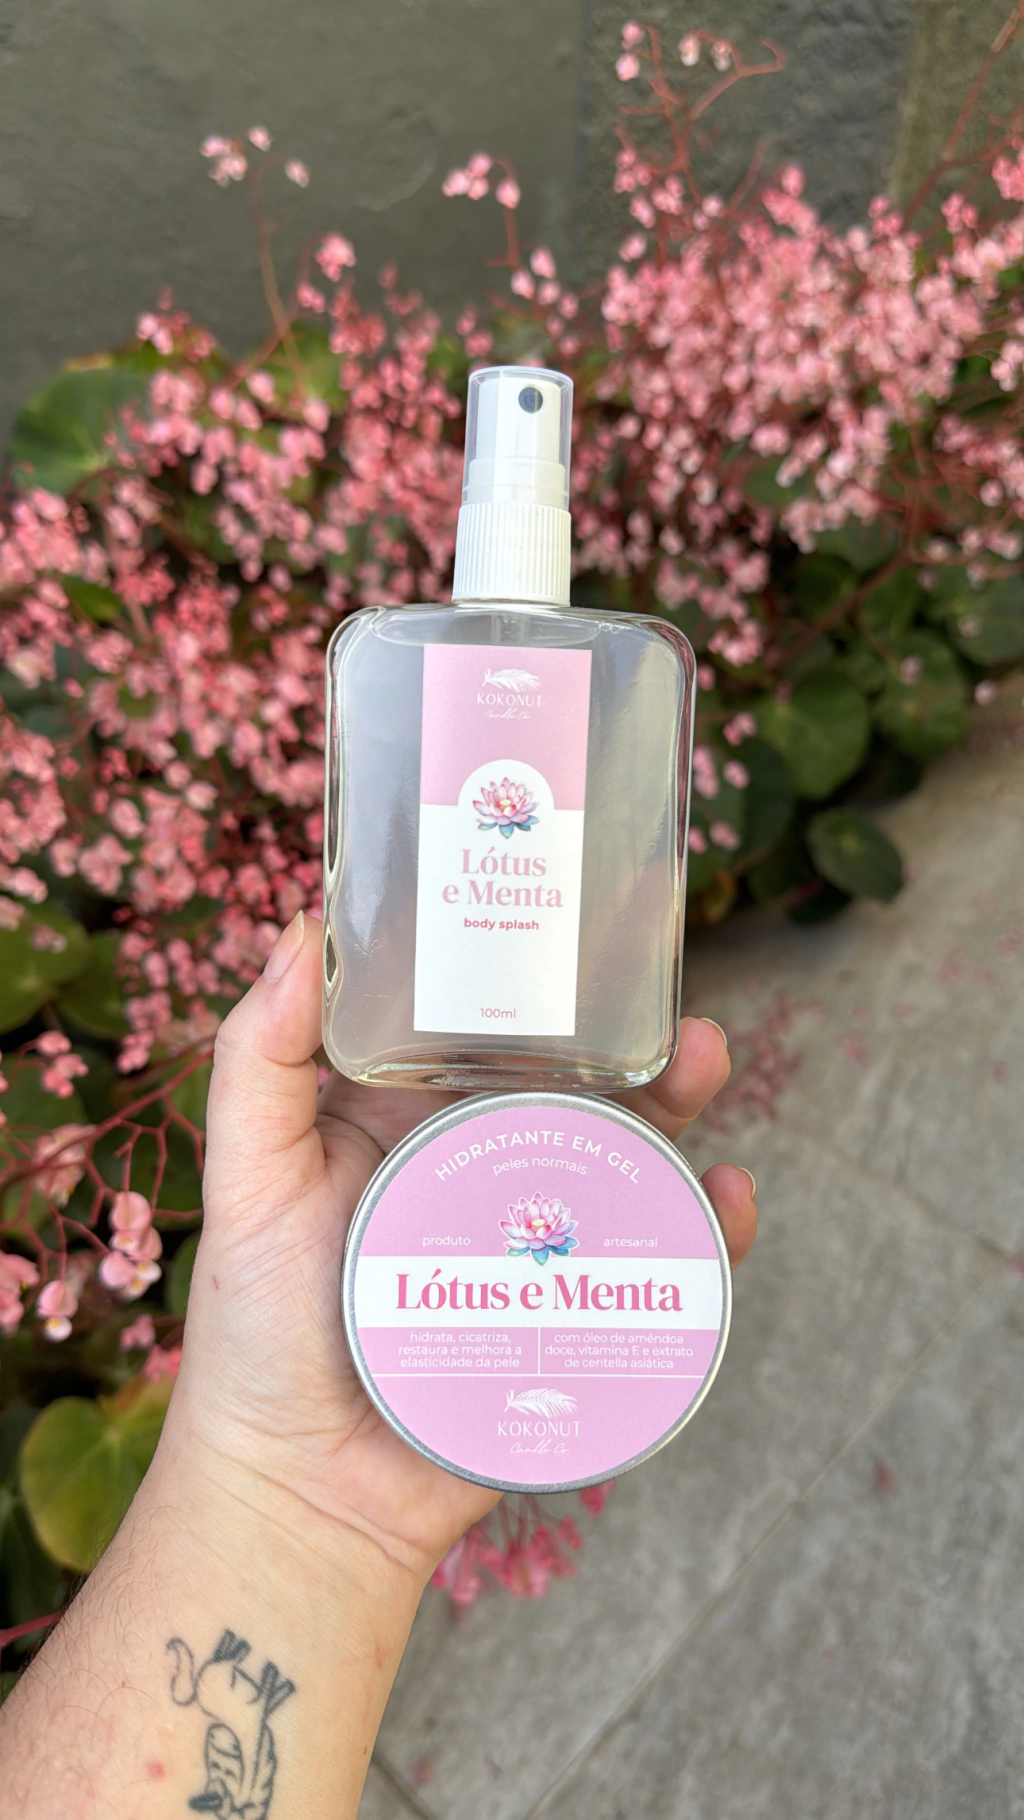 KOKONUT
Candle Co
Lótus
e Menta
body splash
100ml
HIDRATANTE EM GEL
peles normais
produto artesanal
Lótus e Menta
hidrata, cicatriza,
restaura e melhora a
elasticidade da pele
com óleo de amêndoa
doce, vitamina E e extrato
de centella asiática
KOKONUT
Candle Co